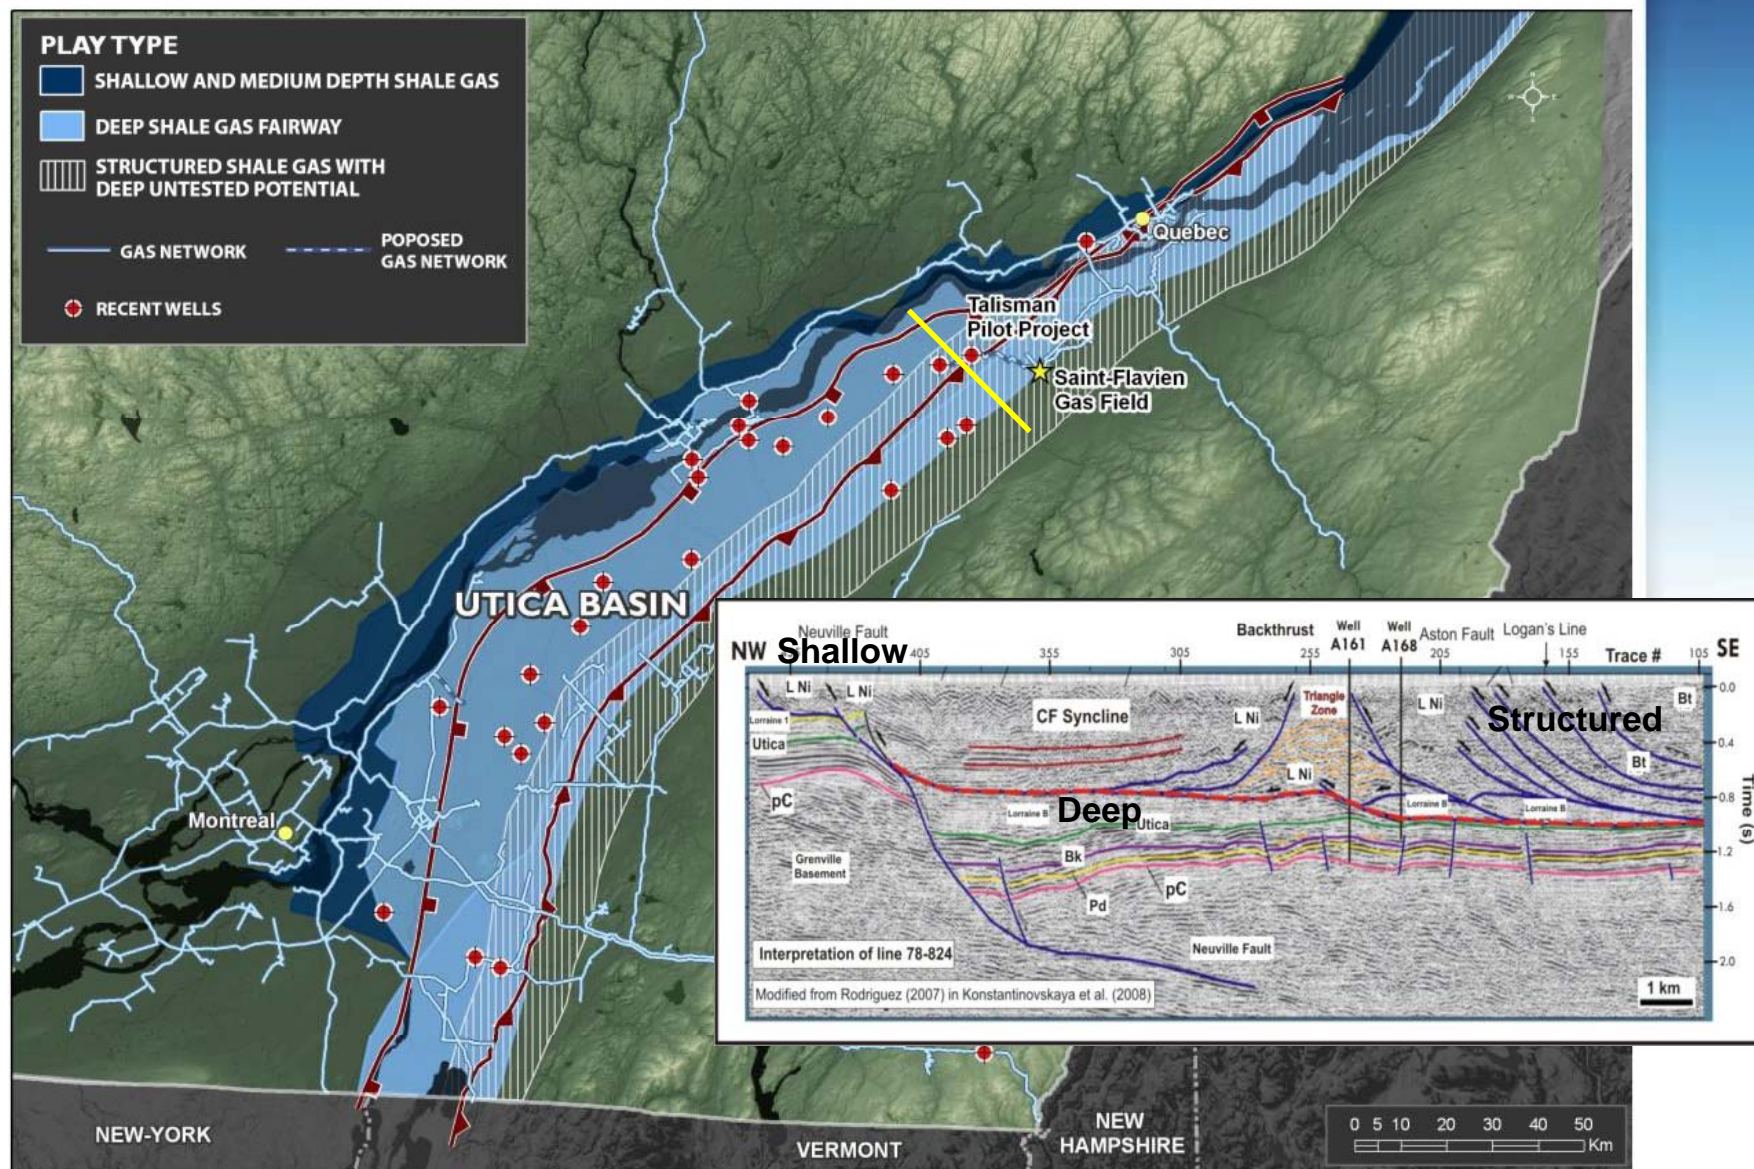 PLAY TYPE
SHALLOW AND MEDIUM DEPTH SHALE GAS
DEEP SHALE GAS FAIRWAY
STRUCTURED SHALE GAS WITH
DEEP UNTESTED POTENTIAL
GAS NETWORK
POPOSED
GAS NETWORK
RECENT WELLS
N
W
E
S
Quebec
Talisman
Pilot Project
Saint-Flavien
Gas Field
UTICA BASIN
Montreal
NEW-YORK
VERMONT
NEW
HAMPSHIRE
0 5 10 20 30 40 50
Km
Neuville Fault
Backthrust
Well
A161
Well
A168
Aston Fault
Logan's Line
NW
Shallow
405 355 305 255 205 155 Trace # 105
SE
L Ni
L Ni
Lorraine 1
Utica
pC
CF Syncline
L Ni
Triangle
Zone
L Ni
L Ni
Structured
Bt
Bt
Lorraine B
Deep
Utica
Lorraine B
Lorraine B
Grenville
Basement
Bk
Pd
pC
Neuville Fault
Interpretation of line 78-824
Modified from Rodriguez (2007) in Konstantinovskaya et al. (2008)
1 km
0.0
0.4
0.8
1.2
1.6
2.0
Time (s)